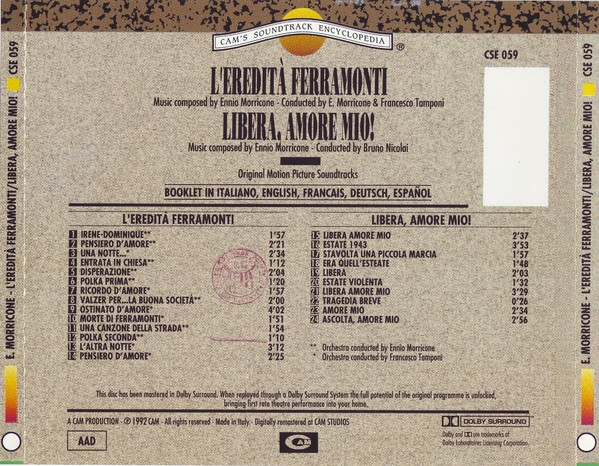 CAM'S SOUNDTRACK ENCYCLOPEDIA
®
CSE 059
L'EREDITÀ FERRAMONTI
Music composed by Ennio Morricone - Conducted by E. Morricone & Francesco Tamponi
LIBERA, AMORE MIO!
Music composed by Ennio Morricone - Conducted by Bruno Nicolai
Original Motion Picture Soundtracks
BOOKLET IN ITALIANO, ENGLISH, FRANCAIS, DEUTSCH, ESPAÑOL
L'EREDITÀ FERRAMONTI
1 IRENE-DOMINIQUE** 1'57
2 PENSIERO D'AMORE** 2'21
3 UNA NOTTE...* 2'34
4 ENTRATA IN CHIESA** 1'12
5 DISPERAZIONE** 2'04
6 POLKA PRIMA** 1'20
7 RICORDO D'AMORE* 1'57
8 VALZER PER...LA BUONA SOCIETÀ** 2'00
9 OSTINATO D'AMORE* 4'02
10 MORTE DI FERRAMONTI* 1'51
11 UNA CANZONE DELLA STRADA** 1'54
12 POLKA SECONDA** 1'10
13 L'ALTRA NOTTE* 3'12
14 PENSIERO D'AMORE* 2'25
LIBERA, AMORE MIO!
15 LIBERA AMORE MIO 2'37
16 ESTATE 1943 3'53
17 STAVOLTA UNA PICCOLA MARCIA 1'57
18 ERA QUELL'ESTATE 1'48
19 LIBERA 2'03
20 ESTATE VIOLENTA 1'32
21 LIBERA AMORE MIO 3'29
22 TRAGEDIA BREVE 0'26
23 AMORE MIO 2'34
24 ASCOLTA, AMORE MIO 2'56
** Orchestra conducted by Ennio Morricone
* Orchestra conducted by Francesco Tamponi
This disc has been mastered in Dolby Surround. When replayed through a Dolby Surround System the full potential of the original programme is unlocked,
bringing first rate theatre performance into your home.
A CAM PRODUCTION - ℗ 1992 CAM - All rights reserved - Made in Italy - Digitally remastered at CAM STUDIOS
AAD
CAM
DOLBY SURROUND
Dolby and DD are trademarks of
Dolby Laboratories Licensing Corporation.
E. MORRICONE - L'EREDITÀ FERRAMONTI/LIBERA, AMORE MIO! CSE 059
E. MORRICONE - L'EREDITÀ FERRAMONTI/LIBERA, AMORE MIO! CSE 059